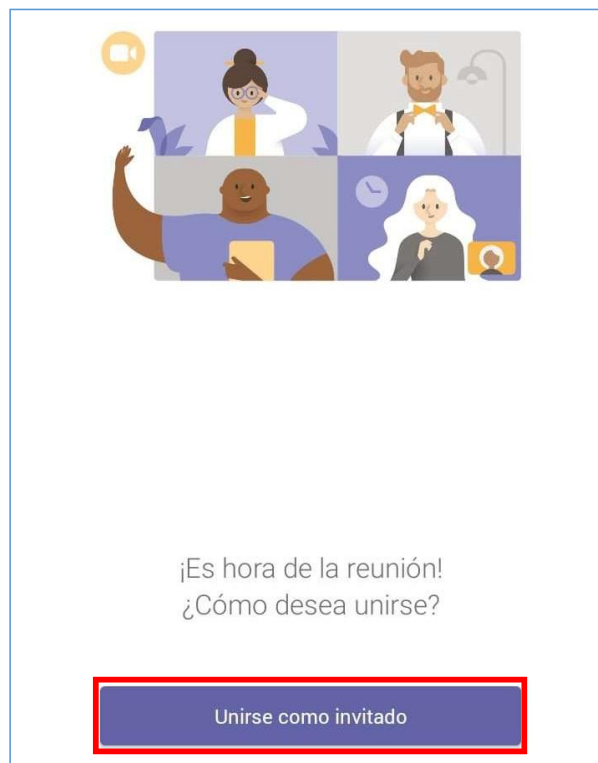 ¡Es hora de la reunión!
¿Cómo desea unirse?
Unirse como invitado